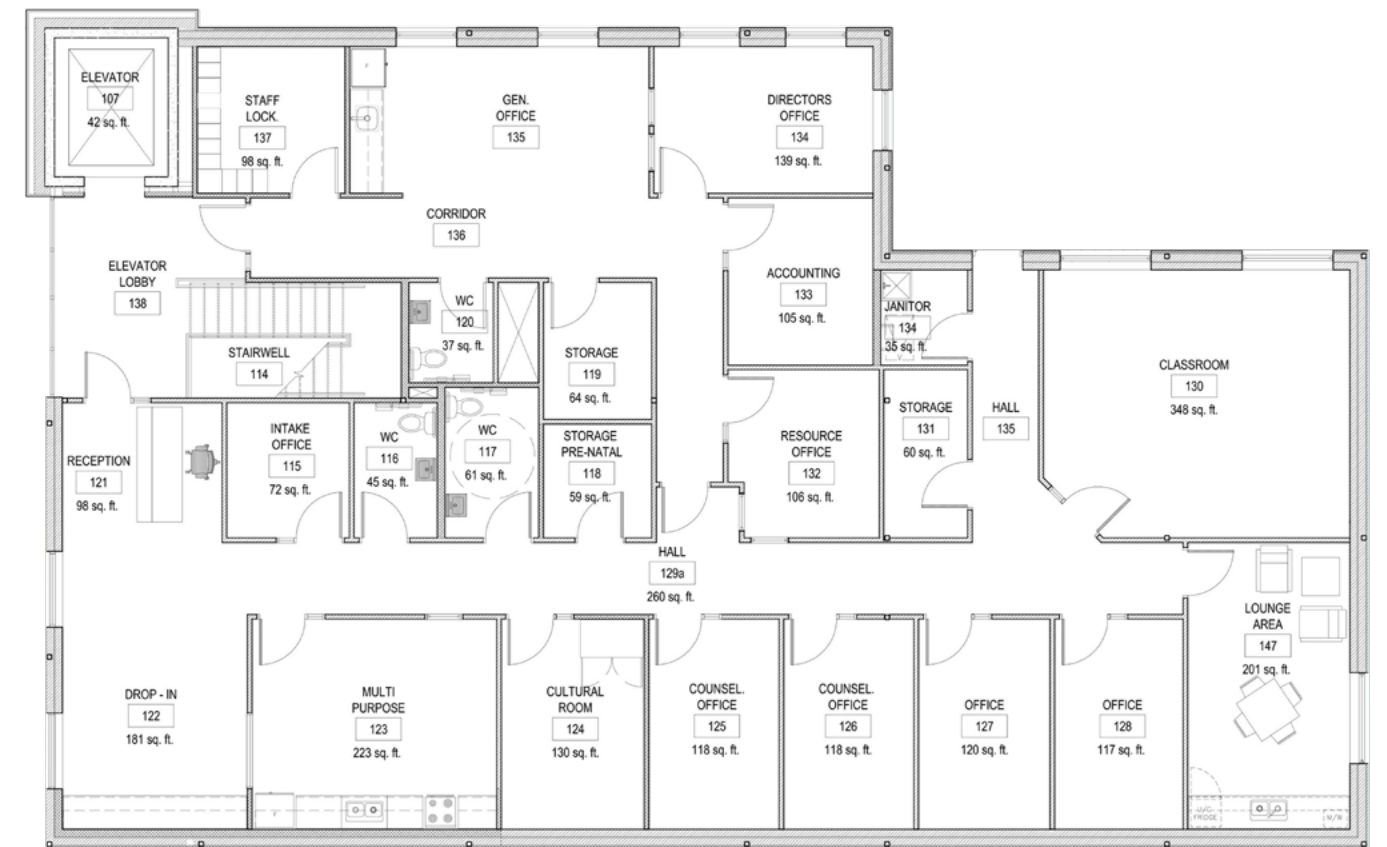 ELEVATOR
107
42 sq. ft.
STAFF
LOCK.
137
98 sq. ft.
GEN.
OFFICE
135
DIRECTORS
OFFICE
134
139 sq. ft.
CORRIDOR
136
ELEVATOR
LOBBY
138
ACCOUNTING
133
105 sq. ft.
JANITOR
134
35 sq. ft.
WC
120
37 sq. ft.
STAIRWELL
114
STORAGE
119
64 sq. ft.
CLASSROOM
130
348 sq. ft.
RECEPTION
121
98 sq. ft.
INTAKE
OFFICE
115
72 sq. ft.
WC
116
45 sq. ft.
WC
117
61 sq. ft.
STORAGE
PRE-NATAL
118
59 sq. ft.
RESOURCE
OFFICE
132
106 sq. ft.
STORAGE
131
60 sq. ft.
HALL
135
HALL
129a
260 sq. ft.
LOUNGE
AREA
147
201 sq. ft.
DROP - IN
122
181 sq. ft.
MULTI
PURPOSE
123
223 sq. ft.
CULTURAL
ROOM
124
130 sq. ft.
COUNSEL.
OFFICE
125
118 sq. ft.
COUNSEL.
OFFICE
126
118 sq. ft.
OFFICE
127
120 sq. ft.
OFFICE
128
117 sq. ft.
U/C
FRIDGE
M/W
F
F